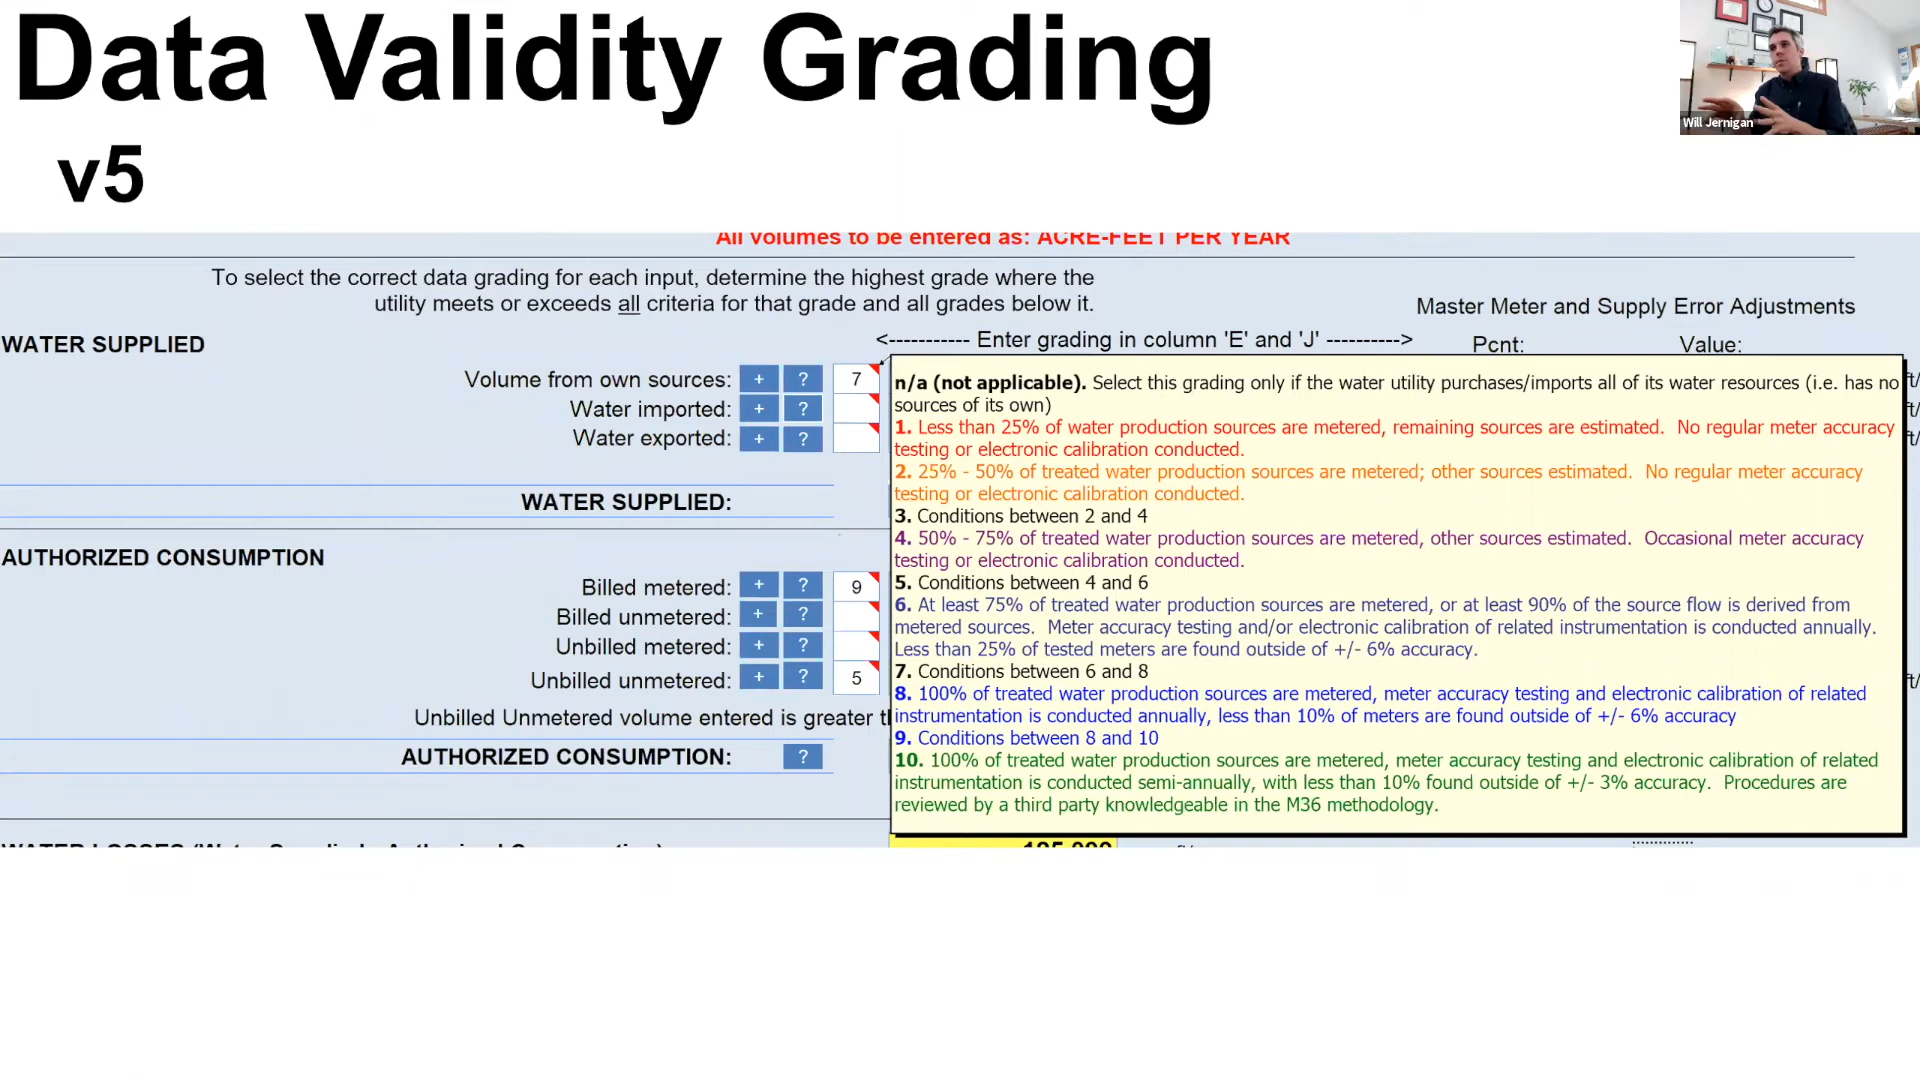 Data Validity Grading
v5
Will Jernigan
All volumes to be entered as: ACRE-FEET PER YEAR
To select the correct data grading for each input, determine the highest grade where the
utility meets or exceeds all criteria for that grade and all grades below it.
Master Meter and Supply Error Adjustments
WATER SUPPLIED
<----------- Enter grading in column 'E' and 'J' ---------->
Pcnt:
Value:
Volume from own sources: + ? 7
Water imported: + ?
Water exported: + ?
WATER SUPPLIED:
AUTHORIZED CONSUMPTION
Billed metered: + ? 9
Billed unmetered: + ?
Unbilled metered: + ?
Unbilled unmetered: + ? 5
Unbilled Unmetered volume entered is greater
AUTHORIZED CONSUMPTION: ?
n/a (not applicable). Select this grading only if the water utility purchases/imports all of its water resources (i.e. has no
sources of its own)
1. Less than 25% of water production sources are metered, remaining sources are estimated. No regular meter accuracy
testing or electronic calibration conducted.
2. 25% - 50% of treated water production sources are metered; other sources estimated. No regular meter accuracy
testing or electronic calibration conducted.
3. Conditions between 2 and 4
4. 50% - 75% of treated water production sources are metered, other sources estimated. Occasional meter accuracy
testing or electronic calibration conducted.
5. Conditions between 4 and 6
6. At least 75% of treated water production sources are metered, or at least 90% of the source flow is derived from
metered sources. Meter accuracy testing and/or electronic calibration of related instrumentation is conducted annually.
Less than 25% of tested meters are found outside of +/- 6% accuracy.
7. Conditions between 6 and 8
8. 100% of treated water production sources are metered, meter accuracy testing and electronic calibration of related
instrumentation is conducted annually, less than 10% of meters are found outside of +/- 6% accuracy
9. Conditions between 8 and 10
10. 100% of treated water production sources are metered, meter accuracy testing and electronic calibration of related
instrumentation is conducted semi-annually, with less than 10% found outside of +/- 3% accuracy. Procedures are
reviewed by a third party knowledgeable in the M36 methodology.